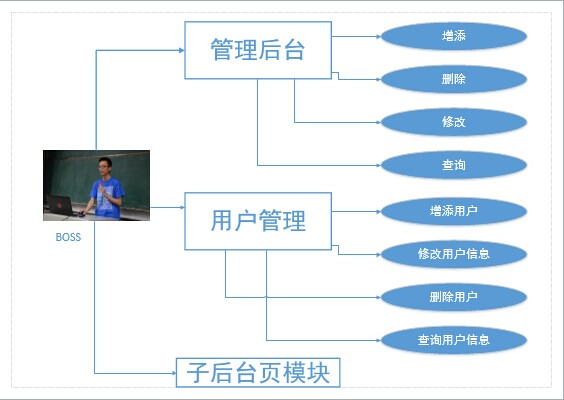 管理后台
增添
删除
修改
查询
BOSS
用户管理
增添用户
修改用户信息
删除用户
查询用户信息
子后台页模块